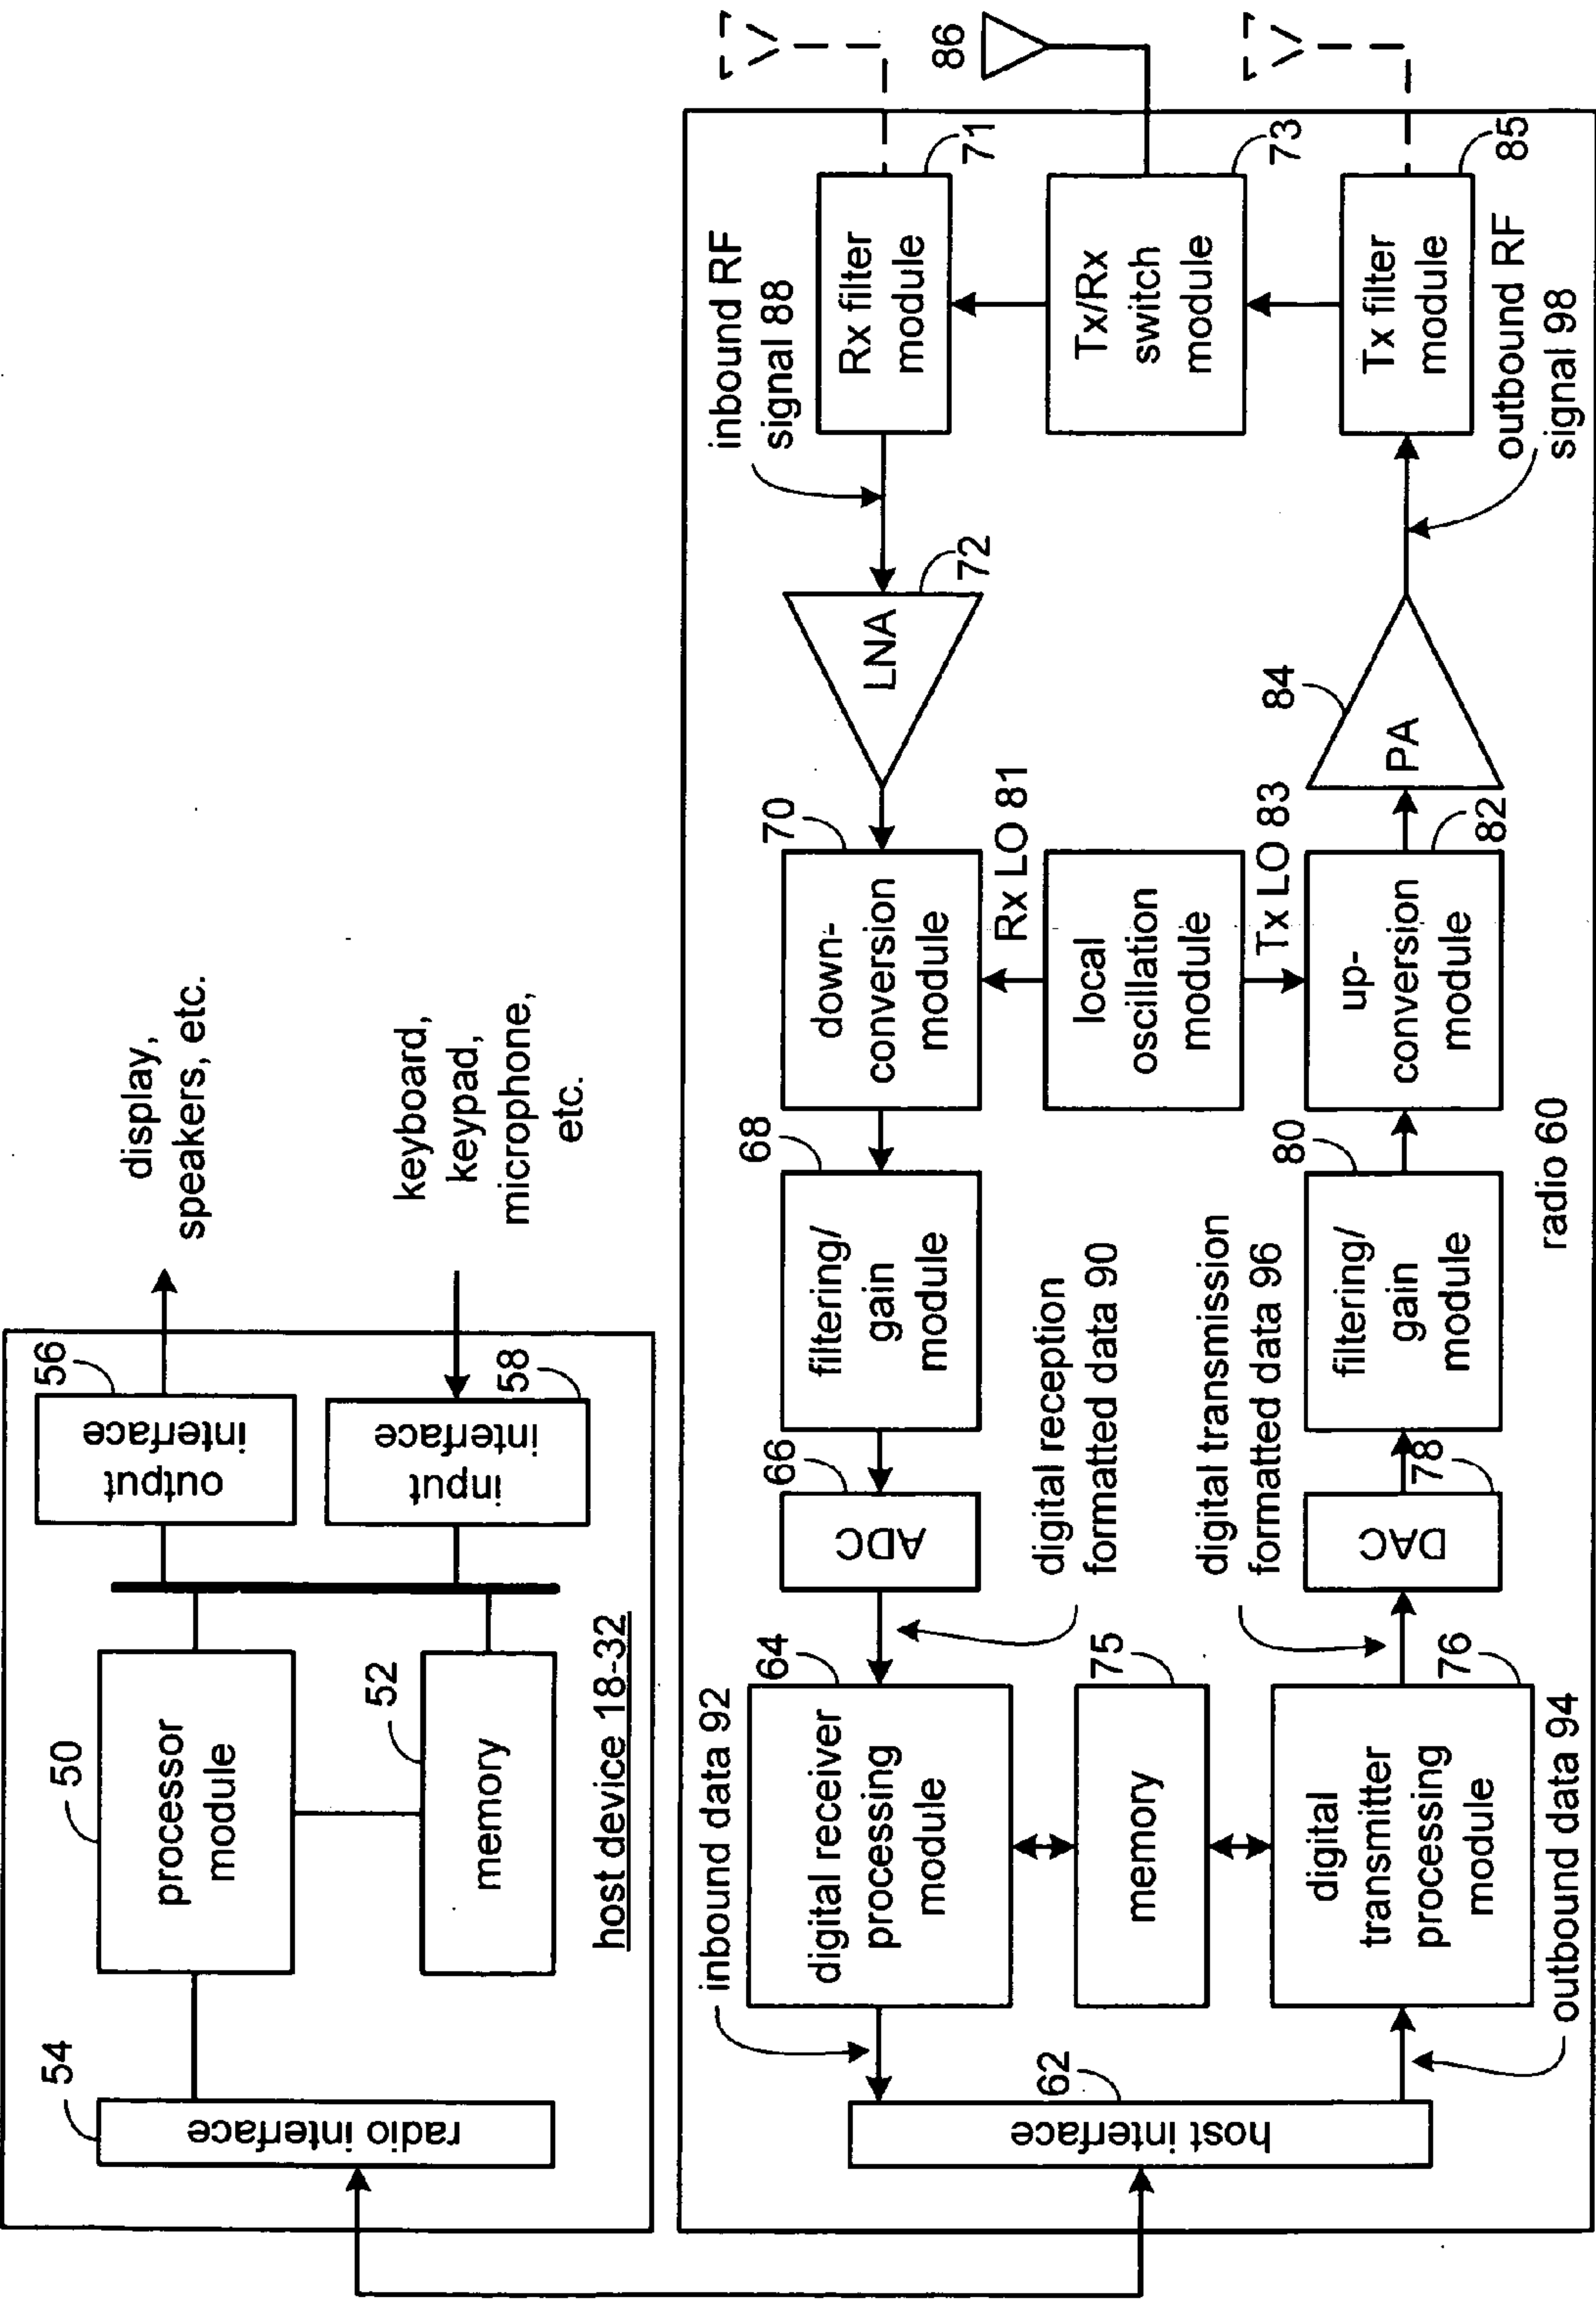 54
radio interface
50
processor
module
52
memory
host device 18-32
56
output
interface
58
input
interface
display,
speakers, etc.
keyboard,
keypad,
microphone,
etc.
62
host interface
inbound data 92
64
digital receiver
processing
module
75
memory
76
digital
transmitter
processing
module
outbound data 94
66
ADC
digital reception
formatted data 90
digital transmission
formatted data 96
78
DAC
68
filtering/
gain
module
80
filtering/
gain
module
radio 60
70
down-
conversion
module
Rx LO 81
local
oscillation
module
Tx LO 83
up-
conversion
module
82
72
LNA
84
PA
inbound RF
signal 88
71
Rx filter
module
73
Tx/Rx
switch
module
85
Tx filter
module
outbound RF
signal 98
86